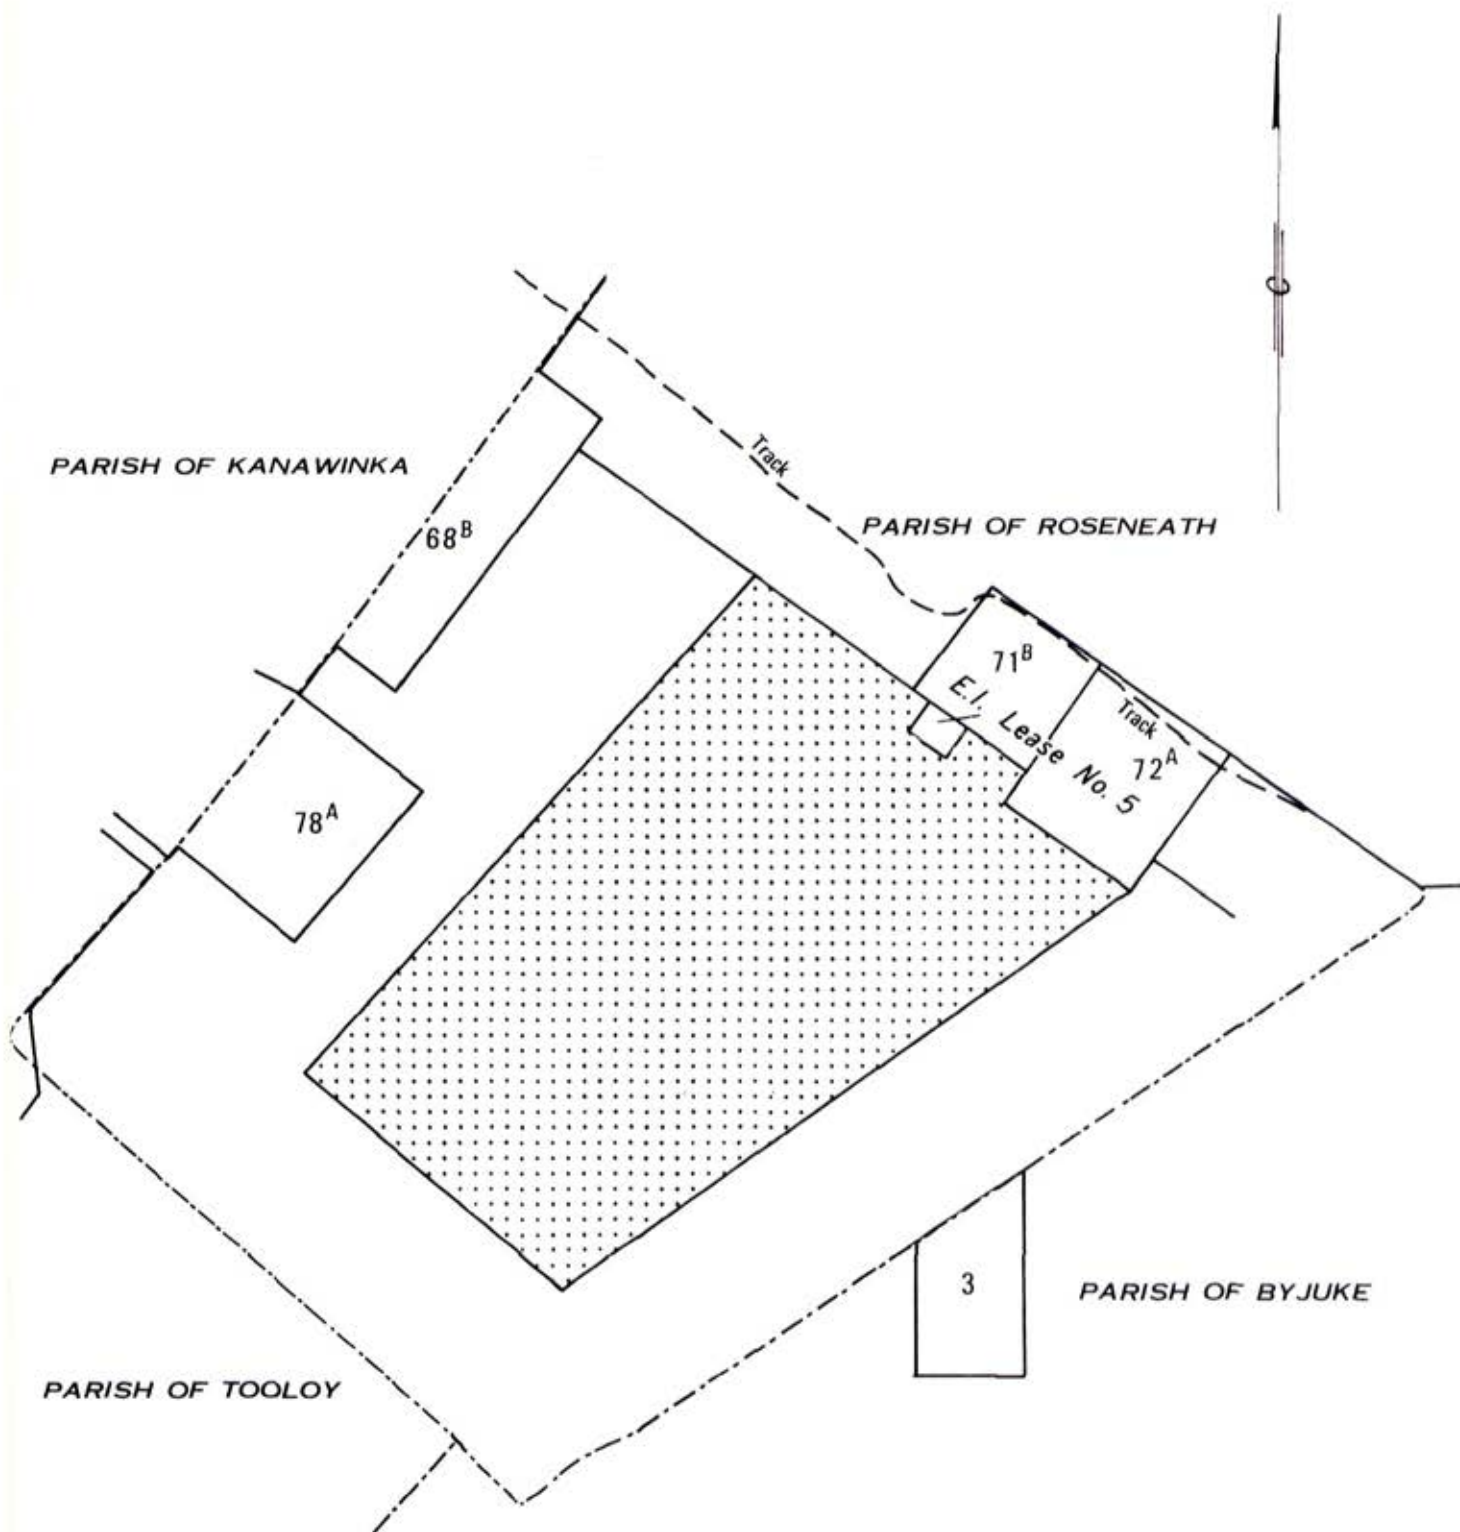 PARISH OF KANAWINKA
68B
Track
PARISH OF ROSENEATH
71B
E.I. Lease No. 5
Track
72A
78A
3
PARISH OF BYJUKE
PARISH OF TOOLOY